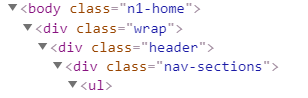 <body class="n1-home">
<div class="wrap">
<div class="header">
<div class="nav-sections">
<ul>